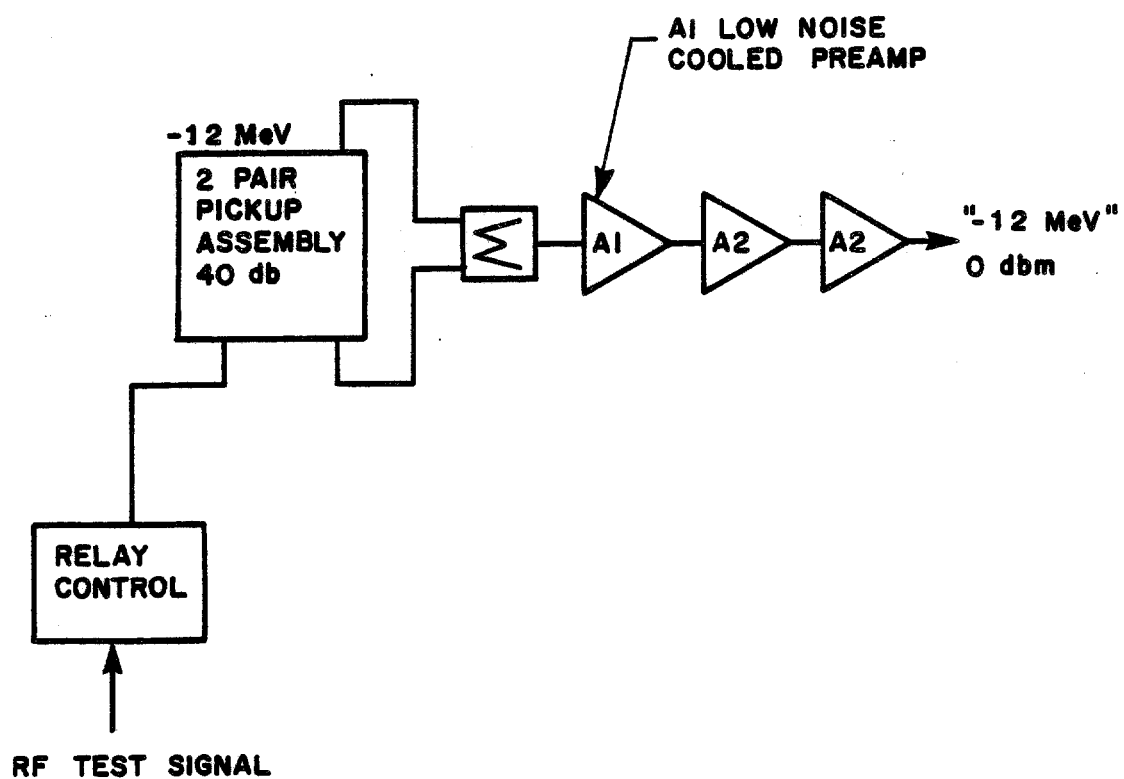 A1 LOW NOISE
COOLED PREAMP
-12 MeV
2 PAIR
PICKUP
ASSEMBLY
40 db
A1
A2
A2
"-12 MeV"
0 dbm
RELAY
CONTROL
RF TEST SIGNAL